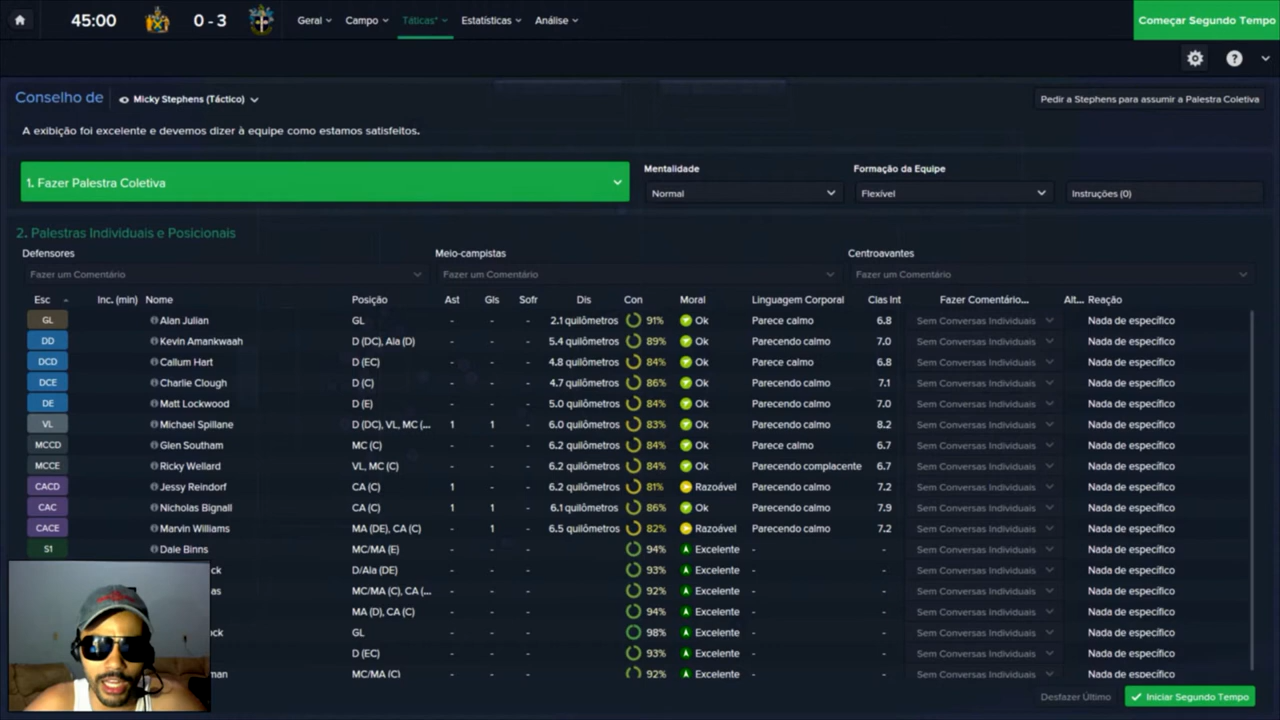 45:00 0 - 3 Geral Campo Táticas* Estatísticas Análise Começar Segundo Tempo
?
Conselho de Micky Stephens (Táctico) Pedir a Stephens para assumir a Palestra Coletiva
A exibição foi excelente e devemos dizer à equipe como estamos satisfeitos.
Mentalidade Formação da Equipe
1. Fazer Palestra Coletiva Normal Flexível Instruções (0)
2. Palestras Individuais e Posicionais
Defensores Meio-campistas Centroavantes
Fazer um Comentário Fazer um Comentário Fazer um Comentário
Esc Inc. (min) Nome Posição Ast Gls Sofr Dis Con Moral Linguagem Corporal Clas Int Fazer Comentário... Alt... Reação
GL Alan Julian GL - - - 2.1 quilômetros 91% Ok Parece calmo 6.8 Sem Conversas Individuais Nada de específico
DD Kevin Amankwaah D (DC), Ala (D) - - - 5.4 quilômetros 89% Ok Parecendo calmo 7.0 Sem Conversas Individuais Nada de específico
DCD Callum Hart D (EC) - - - 4.8 quilômetros 84% Ok Parece calmo 6.8 Sem Conversas Individuais Nada de específico
DCE Charlie Clough D (C) - - - 4.7 quilômetros 86% Ok Parecendo calmo 7.1 Sem Conversas Individuais Nada de específico
DE Matt Lockwood D (E) - - - 5.0 quilômetros 84% Ok Parecendo calmo 7.0 Sem Conversas Individuais Nada de específico
VL Michael Spillane D (DC), VL, MC (... 1 1 - 6.0 quilômetros 83% Ok Parecendo calmo 8.2 Sem Conversas Individuais Nada de específico
MCCD Glen Southam MC (C) - - - 6.2 quilômetros 84% Ok Parece calmo 6.7 Sem Conversas Individuais Nada de específico
MCCE Ricky Wellard VL, MC (C) - - - 6.2 quilômetros 84% Ok Parecendo complacente 6.7 Sem Conversas Individuais Nada de específico
CACD Jessy Reindorf CA (C) 1 - - 6.2 quilômetros 81% Razoável Parecendo calmo 7.2 Sem Conversas Individuais Nada de específico
CAC Nicholas Bignall CA (C) 1 1 - 6.1 quilômetros 86% Ok Parecendo calmo 7.9 Sem Conversas Individuais Nada de específico
CACE Marvin Williams MA (DE), CA (C) - 1 - 6.5 quilômetros 82% Razoável Parecendo calmo 7.2 Sem Conversas Individuais Nada de específico
S1 Dale Binns MC/MA (E) - - - 94% Excelente - - Sem Conversas Individuais Nada de específico
ck D/Ala (DE) - - - 93% Excelente - - Sem Conversas Individuais Nada de específico
as MC/MA (C), CA (... - - - 92% Excelente - - Sem Conversas Individuais Nada de específico
MA (D), CA (C) - - - 94% Excelente - - Sem Conversas Individuais Nada de específico
ock GL - - - 98% Excelente - - Sem Conversas Individuais Nada de específico
D (EC) - - - 93% Excelente - - Sem Conversas Individuais Nada de específico
man MC/MA (C) - - - 92% Excelente - - Sem Conversas Individuais Nada de específico
Desfazer Último Iniciar Segundo Tempo